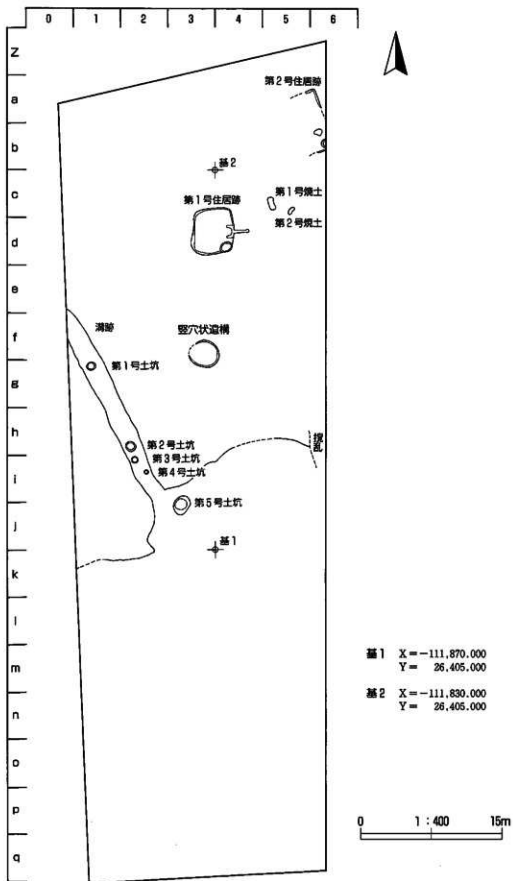 0 1 2 3 4 5 6
Z
a
b
c
d
e
f
g
h
i
j
k
l
m
n
o
p
q
第2号住居跡
基2
第1号住居跡
第1号焼土
第2号焼土
溝跡
竪穴状遺構
第1号土坑
撹乱
第2号土坑
第3号土坑
第4号土坑
第5号土坑
基1
基1 X=-111,870.000
Y= 26,405.000
基2 X=-111,830.000
Y= 26,405.000
0 1:400 15m